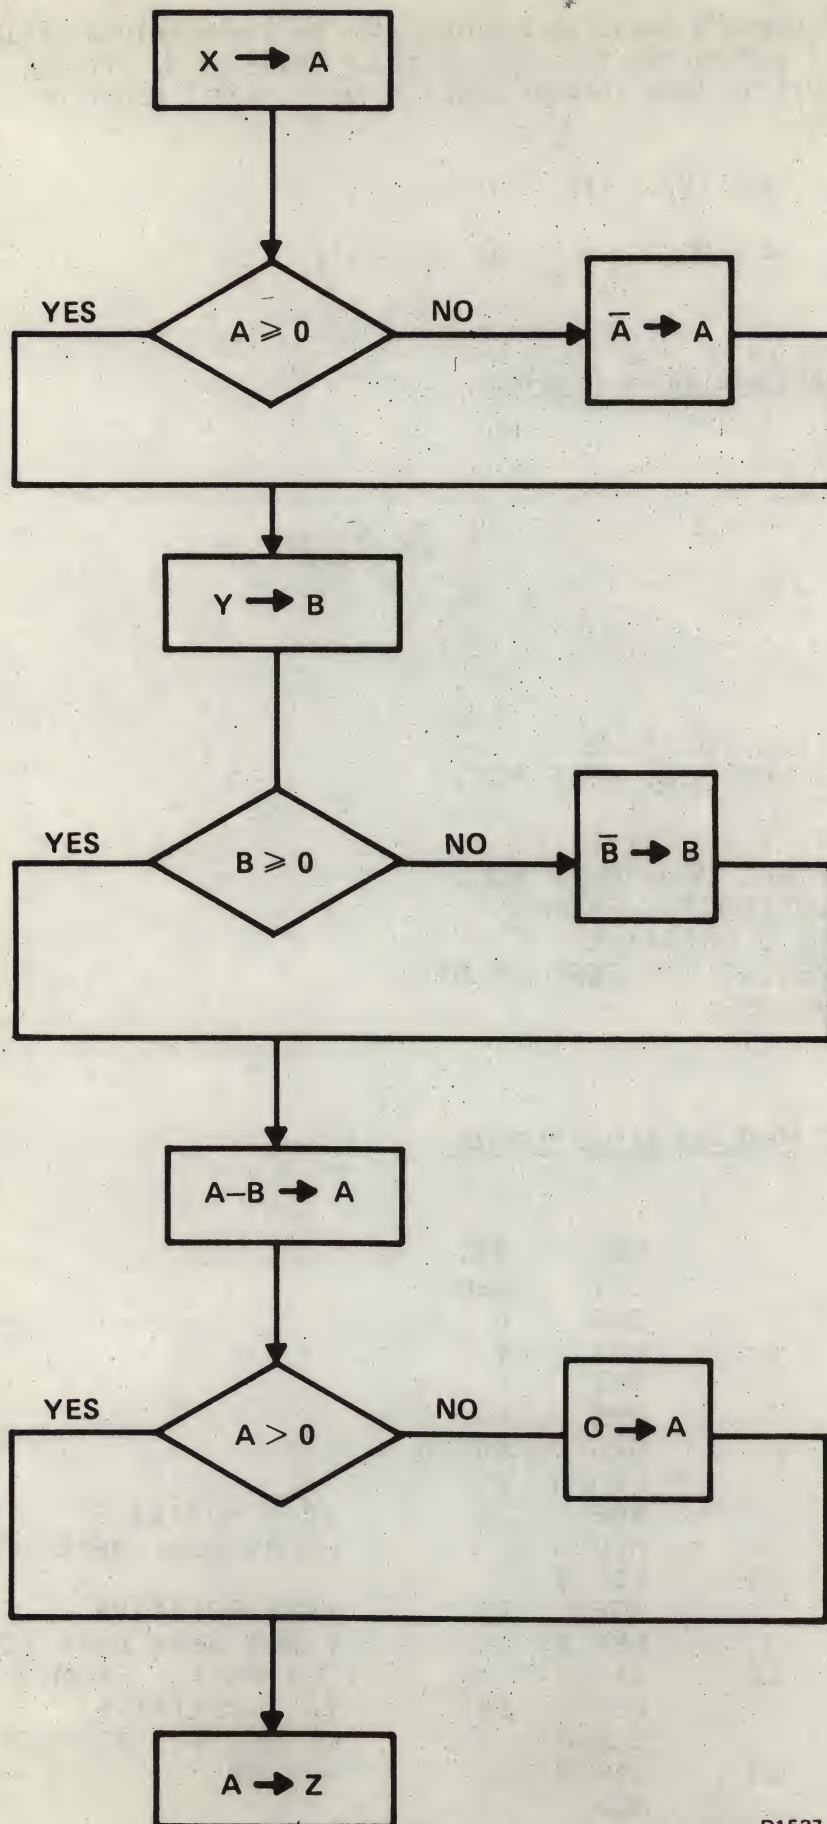 X → A
YES
A ≥ 0
NO
A̅ → A
Y → B
YES
B ≥ 0
NO
B̅ → B
A–B → A
YES
A > 0
NO
O → A
A → Z